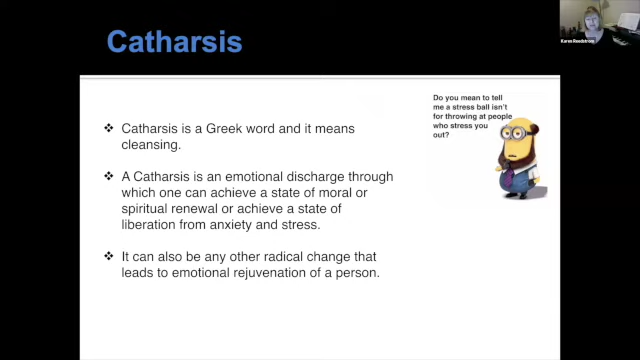 Catharsis
Karen Reedstrom
Do you mean to tell
me a stress ball isn't
for throwing at people
who stress you
out?
❖ Catharsis is a Greek word and it means
cleansing.
❖ A Catharsis is an emotional discharge through
which one can achieve a state of moral or
spiritual renewal or achieve a state of
liberation from anxiety and stress.
❖ It can also be any other radical change that
leads to emotional rejuvenation of a person.